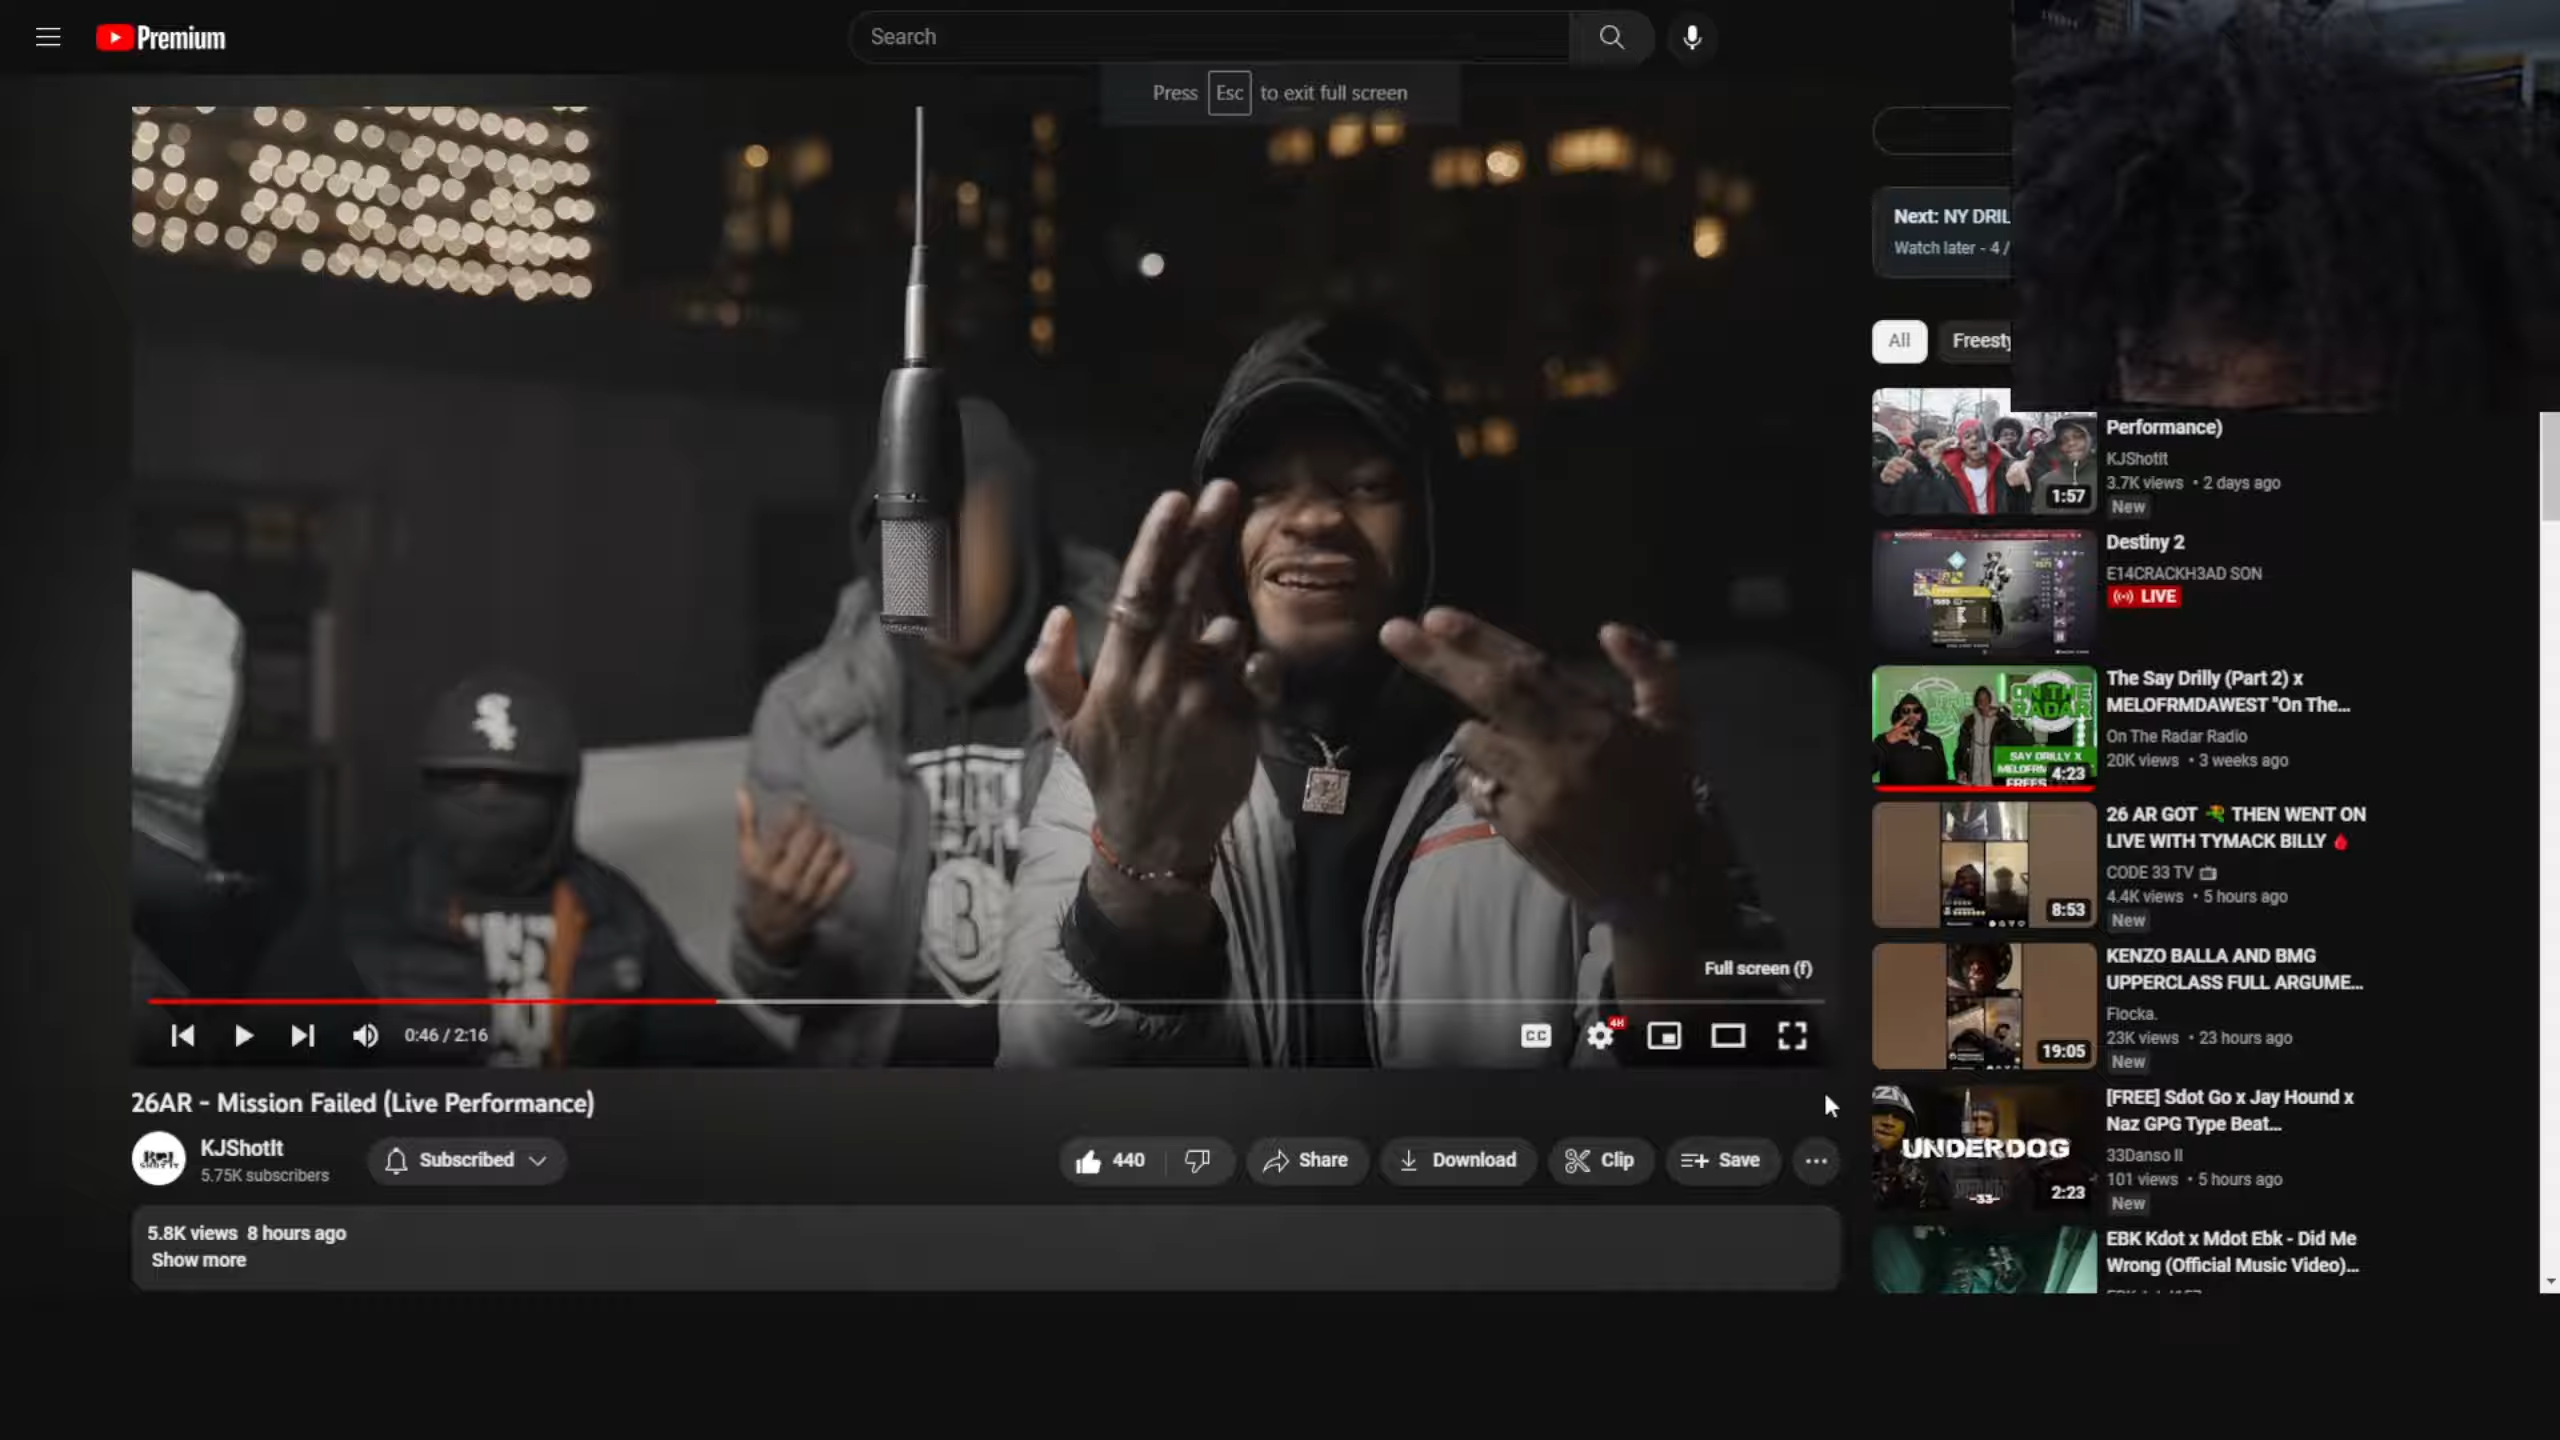 Premium
Search
Press Esc to exit full screen
Next: NY DRIL
Watch later - 4 /
All
Freesty
1:57
Performance)
KJShotIt
3.7K views • 2 days ago
New
Destiny 2
E14CRACKH3AD SON
LIVE
ON THE
RADAR
SAY DRILLY X
4:23
The Say Drilly (Part 2) x
MELOFRMDAWEST "On The...
On The Radar Radio
20K views • 3 weeks ago
8:53
26 AR GOT THEN WENT ON
LIVE WITH TYMACK BILLY
CODE 33 TV
4.4K views • 5 hours ago
New
19:05
KENZO BALLA AND BMG
UPPERCLASS FULL ARGUME...
Flocka.
23K views • 23 hours ago
New
UNDERDOG
-33-
2:23
[FREE] Sdot Go x Jay Hound x
Naz GPG Type Beat...
33Danso II
101 views • 5 hours ago
New
EBK Kdot x Mdot Ebk - Did Me
Wrong (Official Music Video)...
Full screen (f)
0:46 / 2:16
CC
26AR - Mission Failed (Live Performance)
KJShotIt
5.75K subscribers
Subscribed
440
Share
Download
Clip
Save
5.8K views 8 hours ago
Show more